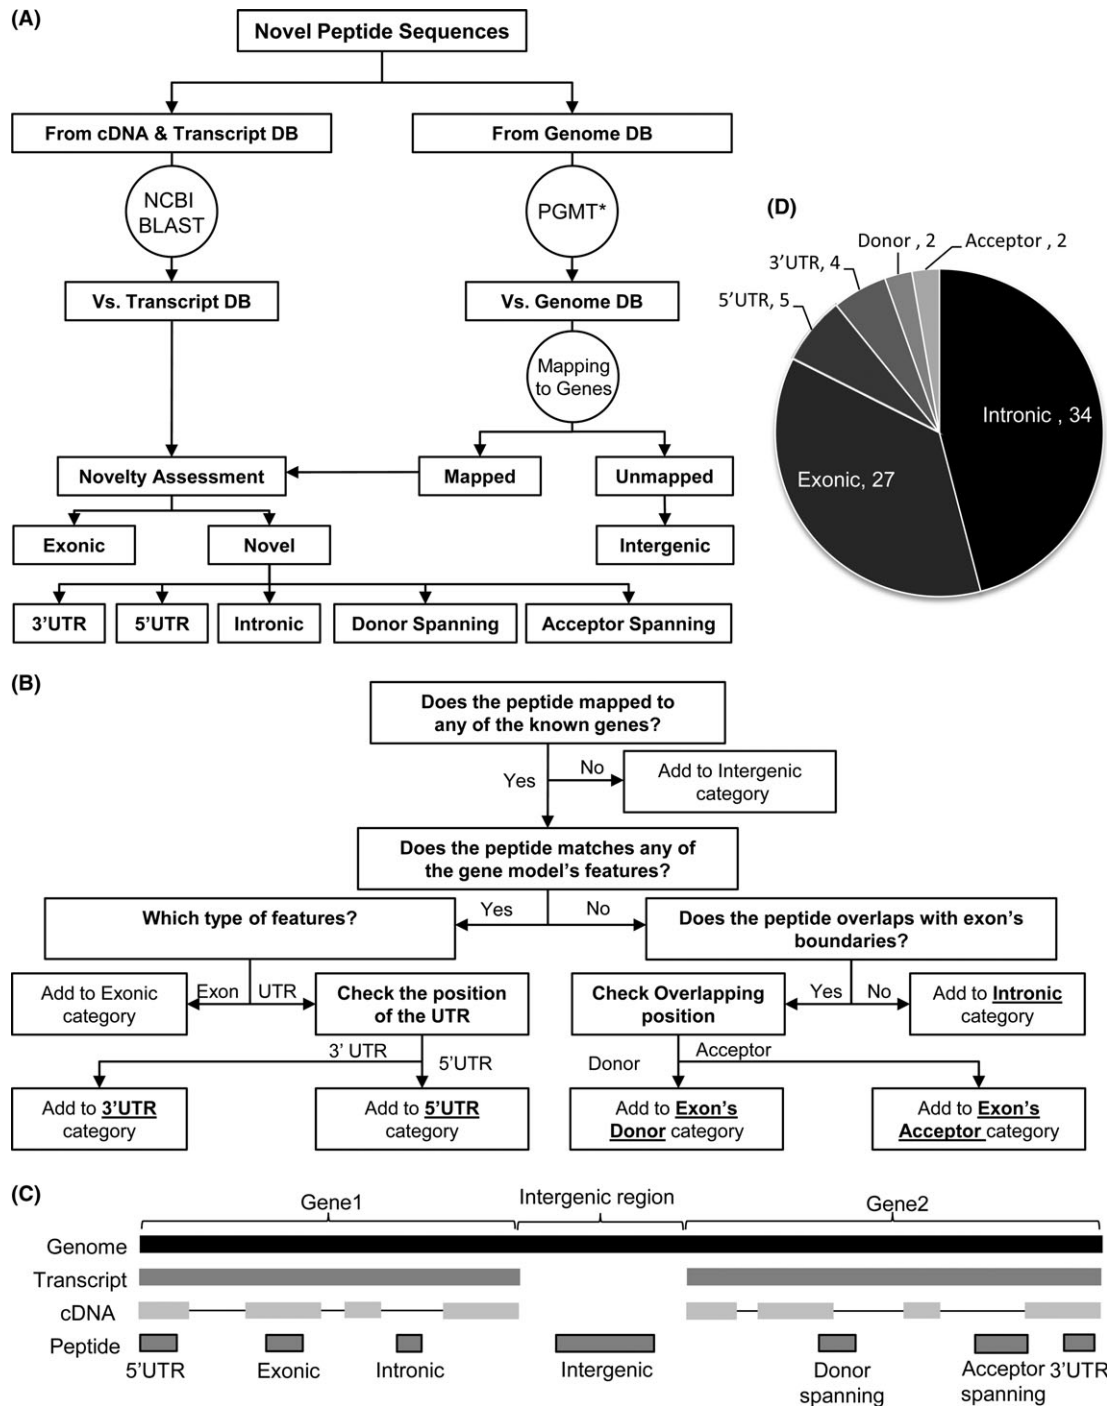 (A)
Novel Peptide Sequences
From cDNA & Transcript DB
From Genome DB
NCBI
BLAST
PGMT*
Vs. Transcript DB
Vs. Genome DB
Mapping
to Genes
Novelty Assessment
Mapped
Unmapped
Exonic
Novel
Intergenic
3'UTR
5'UTR
Intronic
Donor Spanning
Acceptor Spanning
(D)
Donor , 2
Acceptor , 2
3'UTR, 4
5'UTR, 5
Intronic , 34
Exonic, 27
(B)
Does the peptide mapped to
any of the known genes?
Yes
No
Add to Intergenic
category
Does the peptide matches any of
the gene model's features?
Yes
No
Which type of features?
Does the peptide overlaps with exon's
boundaries?
Add to Exonic
category
Exon
UTR
Check the position
of the UTR
Check Overlapping
position
Yes
No
Add to Intronic
category
3' UTR
5'UTR
Donor
Acceptor
Add to 3'UTR
category
Add to 5'UTR
category
Add to Exon's
Donor category
Add to Exon's
Acceptor category
(C)
Gene1
Intergenic region
Gene2
Genome
Transcript
cDNA
Peptide
5'UTR
Exonic
Intronic
Intergenic
Donor
spanning
Acceptor
spanning
3'UTR